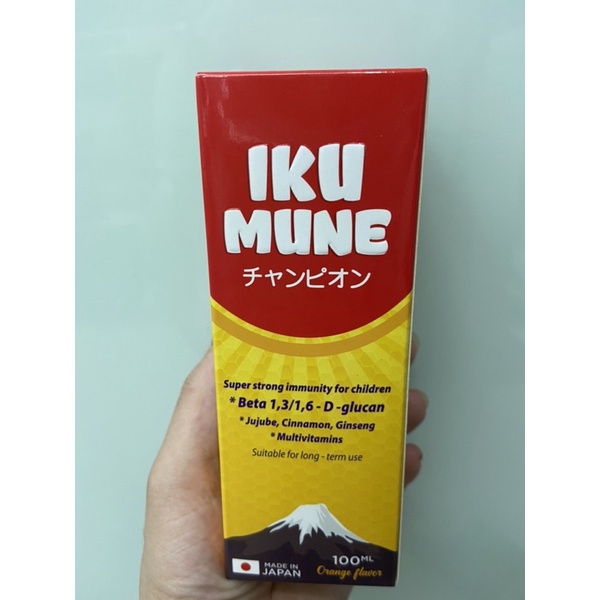 IKU
MUNE
チャンピオン
Super strong immunity for children
* Beta 1,3/1,6 - D -glucan
* Jujube, Cinnamon, Ginseng
* Multivitamins
Suitable for long - term use
MADE IN
JAPAN
100ML
Orange flavor